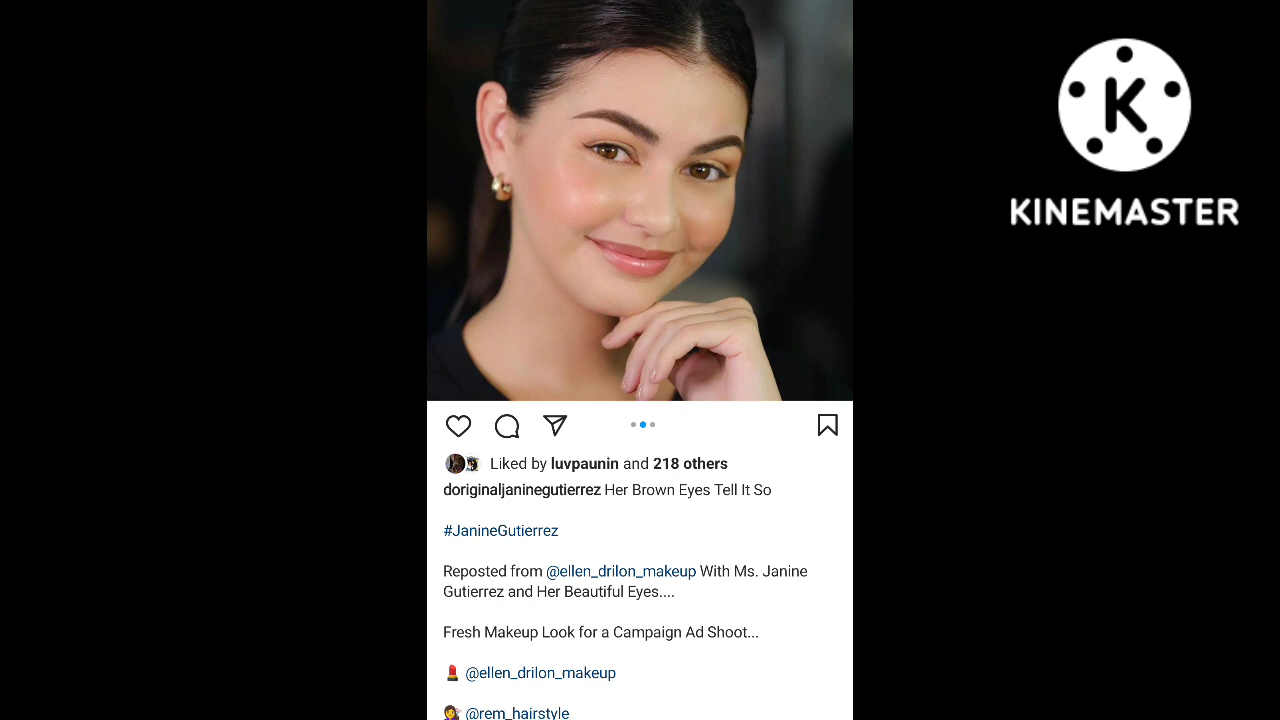 K
KINEMASTER
Liked by luvpaunin and 218 others
doriginaljaninegutierrez Her Brown Eyes Tell It So
#JanineGutierrez
Reposted from @ellen_drilon_makeup With Ms. Janine
Gutierrez and Her Beautiful Eyes....
Fresh Makeup Look for a Campaign Ad Shoot...
💄 @ellen_drilon_makeup
💇‍♀️ @rem_hairstyle